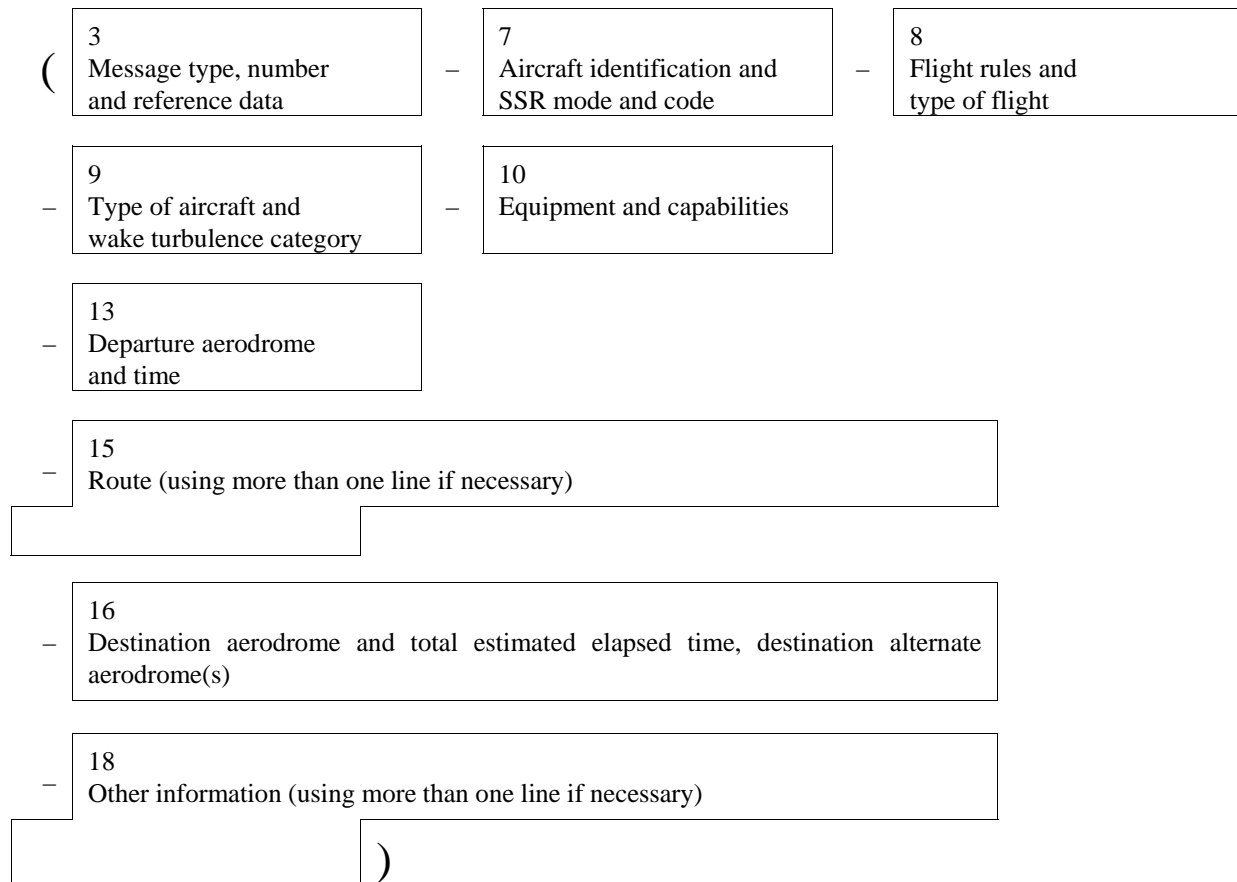 3 7 8
( Message type, number – Aircraft identification and – Flight rules and
and reference data SSR mode and code type of flight
9 10
– Type of aircraft and – Equipment and capabilities
wake turbulence category
13
– Departure aerodrome
and time
15
– Route (using more than one line if necessary)
16
– Destination aerodrome and total estimated elapsed time, destination alternate
aerodrome(s)
18
– Other information (using more than one line if necessary)
)